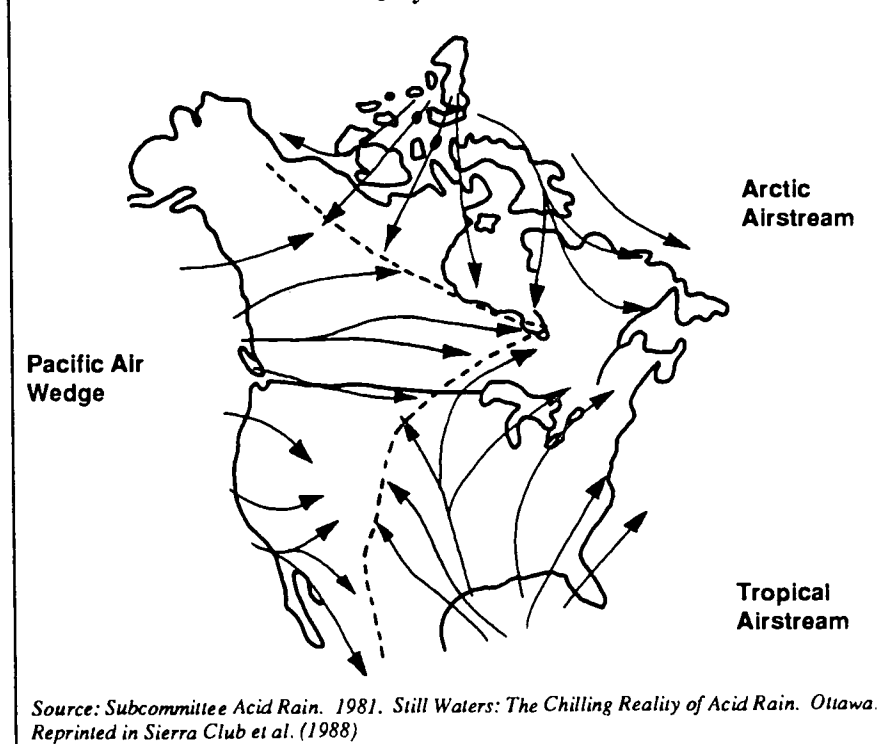 Arctic
Airstream
Pacific Air
Wedge
Tropical
Airstream
Source: Subcommittee Acid Rain. 1981. Still Waters: The Chilling Reality of Acid Rain. Ottawa.
Reprinted in Sierra Club et al. (1988)